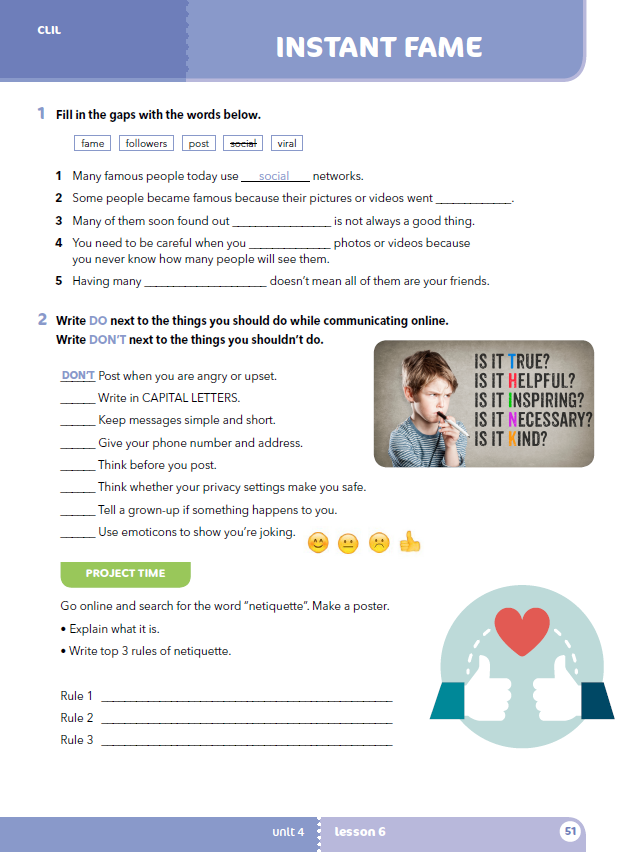 CLIL
INSTANT FAME
1 Fill in the gaps with the words below.
fame followers post social viral
1 Many famous people today use ___social___ networks.
2 Some people became famous because their pictures or videos went ____________.
3 Many of them soon found out ________________ is not always a good thing.
4 You need to be careful when you _____________ photos or videos because
you never know how many people will see them.
5 Having many ____________________ doesn't mean all of them are your friends.
2 Write DO next to the things you should do while communicating online.
Write DON'T next to the things you shouldn't do.
DON'T Post when you are angry or upset.
______ Write in CAPITAL LETTERS.
______ Keep messages simple and short.
______ Give your phone number and address.
______ Think before you post.
______ Think whether your privacy settings make you safe.
______ Tell a grown-up if something happens to you.
______ Use emoticons to show you're joking.
IS IT TRUE?
IS IT HELPFUL?
IS IT INSPIRING?
IS IT NECESSARY?
IS IT KIND?
PROJECT TIME
Go online and search for the word "netiquette". Make a poster.
• Explain what it is.
• Write top 3 rules of netiquette.
Rule 1 ________________________________________________
Rule 2 ________________________________________________
Rule 3 ________________________________________________
unit 4 lesson 6 51